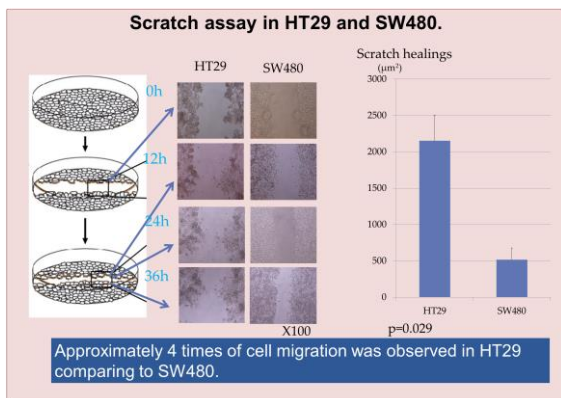 Scratch assay in HT29 and SW480.
HT29
SW480
0h
12h
24h
36h
X100
Scratch healings
(μm²)
3000
2500
2000
1500
1000
500
0
HT29
SW480
p=0.029
Approximately 4 times of cell migration was observed in HT29
comparing to SW480.